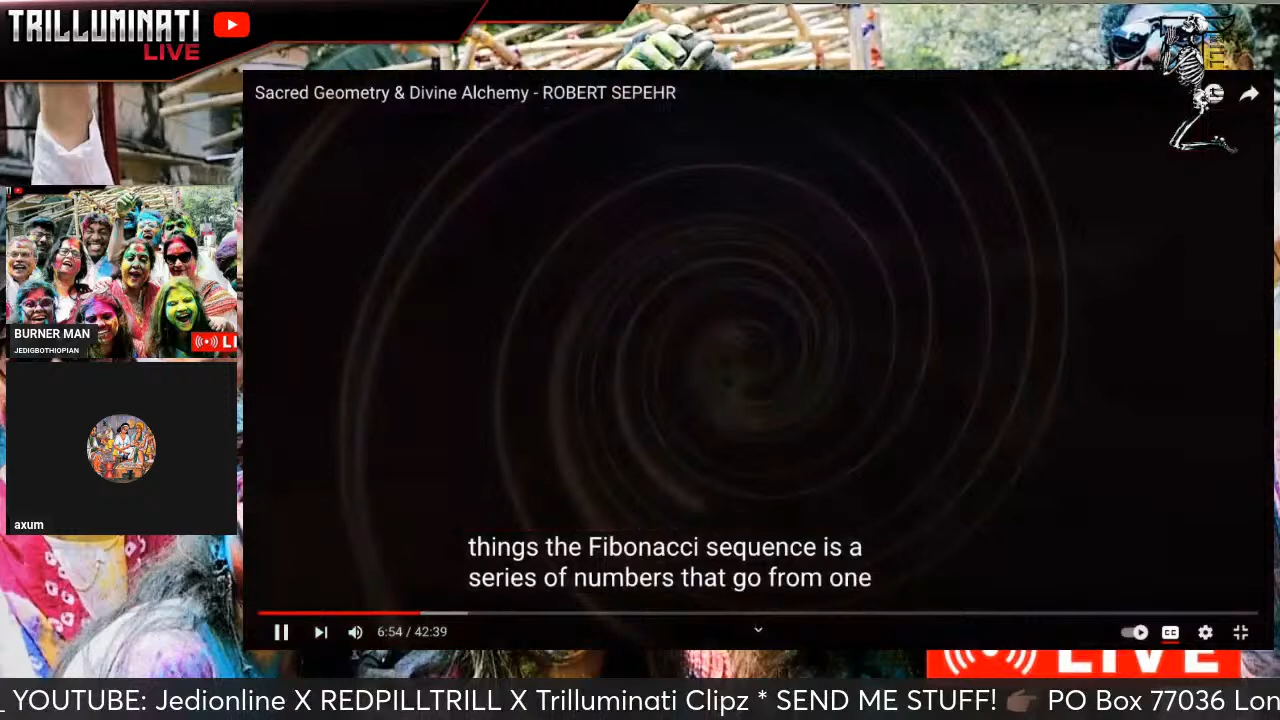 TRILLUMINATI
LIVE
Sacred Geometry & Divine Alchemy - ROBERT SEPEHR
BURNER MAN
JEDIGBOTHIOPIAN
LI
axum
things the Fibonacci sequence is a
series of numbers that go from one
6:54 / 42:39
CC
LIVE
YOUTUBE: Jedionline X REDPILLTRILL X Trilluminati Clipz * SEND ME STUFF! PO Box 77036 Lon